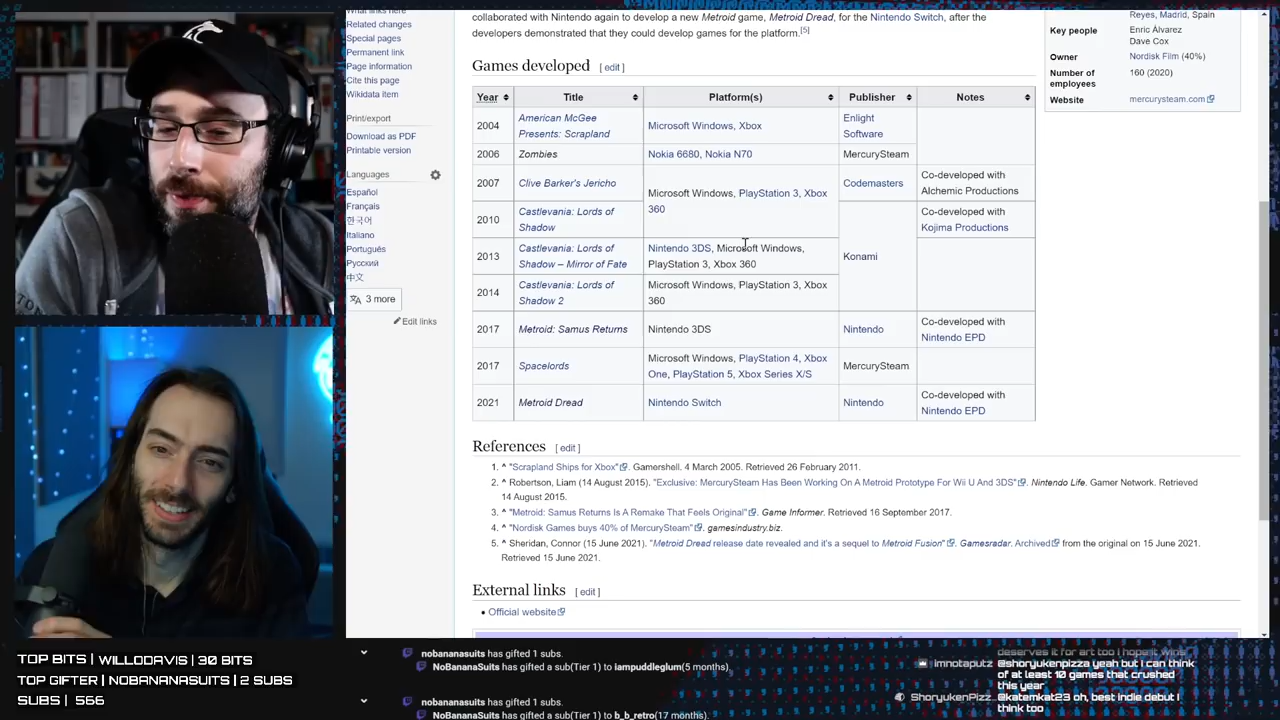 What links here
Related changes
Special pages
Permanent link
Page information
Cite this page
Wikidata item
Print/export
Download as PDF
Printable version
Languages
Español
Français
한국어
Italiano
Português
Русский
中文
3 more
Edit links
collaborated with Nintendo again to develop a new Metroid game, Metroid Dread, for the Nintendo Switch, after the
developers demonstrated that they could develop games for the platform.[5]
Games developed [ edit ]
Year Title Platform(s) Publisher Notes
2004 American McGee Presents: Scrapland Microsoft Windows, Xbox Enlight Software
2006 Zombies Nokia 6680, Nokia N70 MercurySteam
2007 Clive Barker's Jericho Microsoft Windows, PlayStation 3, Xbox 360 Codemasters Co-developed with Alchemic Productions
2010 Castlevania: Lords of Shadow Co-developed with Kojima Productions
2013 Castlevania: Lords of Shadow – Mirror of Fate Nintendo 3DS, Microsoft Windows, PlayStation 3, Xbox 360 Konami
2014 Castlevania: Lords of Shadow 2 Microsoft Windows, PlayStation 3, Xbox 360
2017 Metroid: Samus Returns Nintendo 3DS Nintendo Co-developed with Nintendo EPD
2017 Spacelords Microsoft Windows, PlayStation 4, Xbox One, PlayStation 5, Xbox Series X/S MercurySteam
2021 Metroid Dread Nintendo Switch Nintendo Co-developed with Nintendo EPD
References [ edit ]
1. ^ "Scrapland Ships for Xbox". Gamershell. 4 March 2005. Retrieved 26 February 2011.
2. ^ Robertson, Liam (14 August 2015). "Exclusive: MercurySteam Has Been Working On A Metroid Prototype For Wii U And 3DS". Nintendo Life. Gamer Network. Retrieved
14 August 2015.
3. ^ "Metroid: Samus Returns Is A Remake That Feels Original". Game Informer. Retrieved 16 September 2017.
4. ^ "Nordisk Games buys 40% of MercurySteam". gamesindustry.biz.
5. ^ Sheridan, Connor (15 June 2021). "Metroid Dread release date revealed and it's a sequel to Metroid Fusion". Gamesradar. Archived from the original on 15 June 2021.
Retrieved 15 June 2021.
External links [ edit ]
• Official website
Reyes, Madrid, Spain
Key people Enric Álvarez
Dave Cox
Owner Nordisk Film (40%)
Number of employees 160 (2020)
Website mercurysteam.com
TOP BITS | WILLODAVIS | 30 BITS
TOP GIFTER | NOBANANASUITS | 2 SUBS
SUBS | 566
nobananasuits has gifted 1 subs.
NoBananaSuits has gifted a sub(Tier 1) to iampuddleglum(5 months)
nobananasuits has gifted 1 subs.
NoBananaSuits has gifted a sub(Tier 1) to b_b_retro(17 months).
deserves it for art too I hope it wins
imnotaputz @shoryukenpizza yeah but i can think
of at least 10 games that crushed
this year
ShoryukenPizz... @katemkat23 oh, best indie debut I
think too